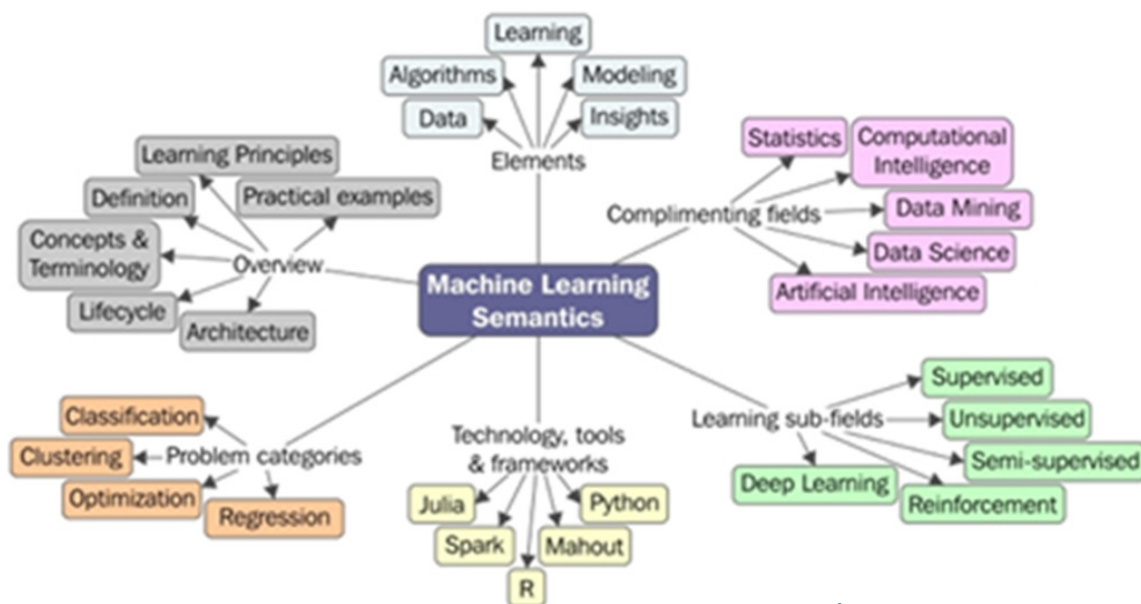 Learning
Algorithms
Modeling
Data
Insights
Elements
Learning Principles
Definition
Practical examples
Concepts &
Terminology
Overview
Lifecycle
Architecture
Statistics
Computational
Intelligence
Complimenting fields
Data Mining
Data Science
Artificial Intelligence
Machine Learning
Semantics
Classification
Clustering
Problem categories
Optimization
Regression
Technology, tools
& frameworks
Julia
Python
Spark
Mahout
R
Learning sub-fields
Supervised
Unsupervised
Semi-supervised
Deep Learning
Reinforcement